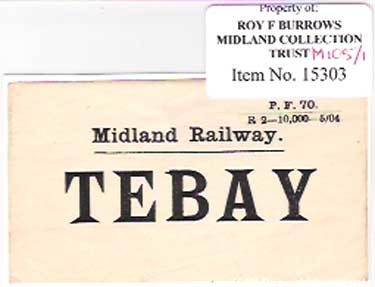 Property of:
ROY F BURROWS
MIDLAND COLLECTION
TRUST M105/1
Item No. 15303
P. F. 70.
R 2—10,000—5/04
Midland Railway.
TEBAY